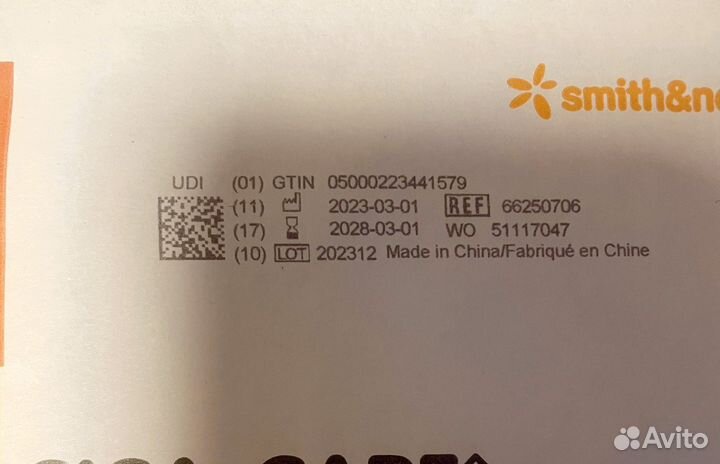 smith&ne
UDI (01) GTIN 05000223441579
(11) 2023-03-01 REF 66250706
(17) 2028-03-01 WO 51117047
(10) LOT 202312 Made in China/Fabriqué en Chine
Avito